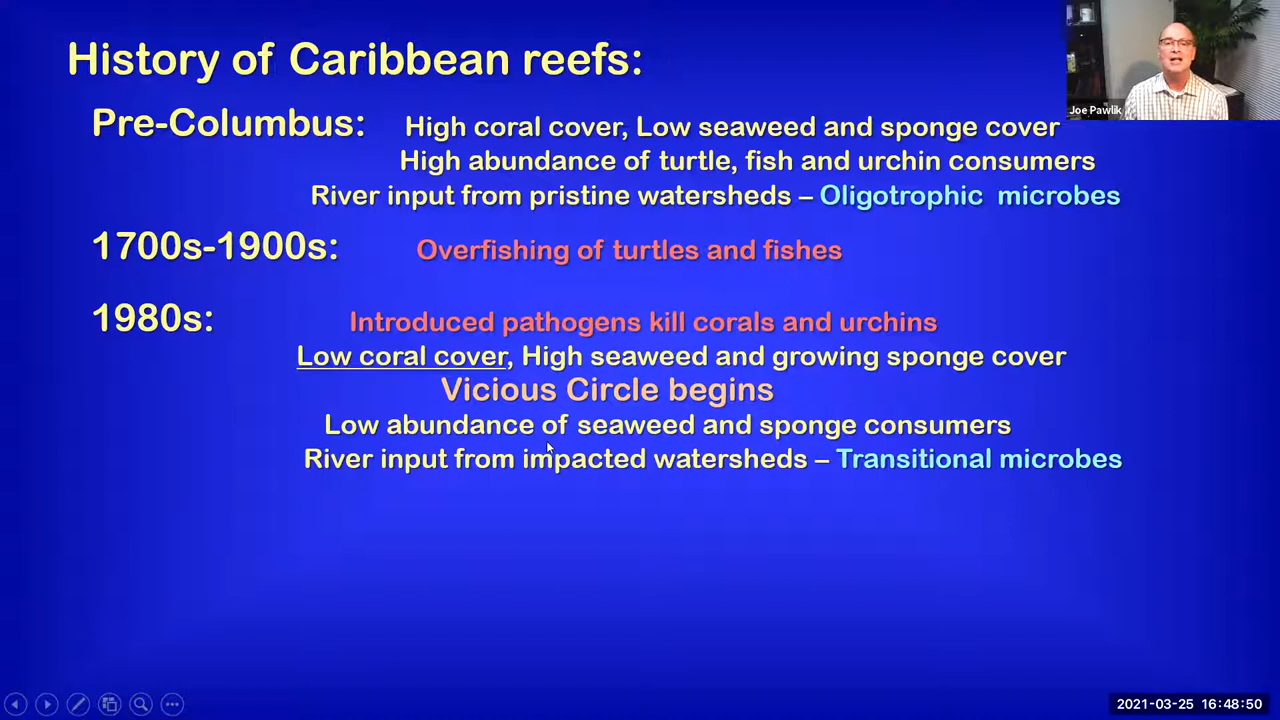 History of Caribbean reefs:
Joe Pawlik
Pre-Columbus: High coral cover, Low seaweed and sponge cover
High abundance of turtle, fish and urchin consumers
River input from pristine watersheds – Oligotrophic microbes
1700s-1900s: Overfishing of turtles and fishes
1980s: Introduced pathogens kill corals and urchins
Low coral cover, High seaweed and growing sponge cover
Vicious Circle begins
Low abundance of seaweed and sponge consumers
River input from impacted watersheds – Transitional microbes
2021-03-25 16:48:50